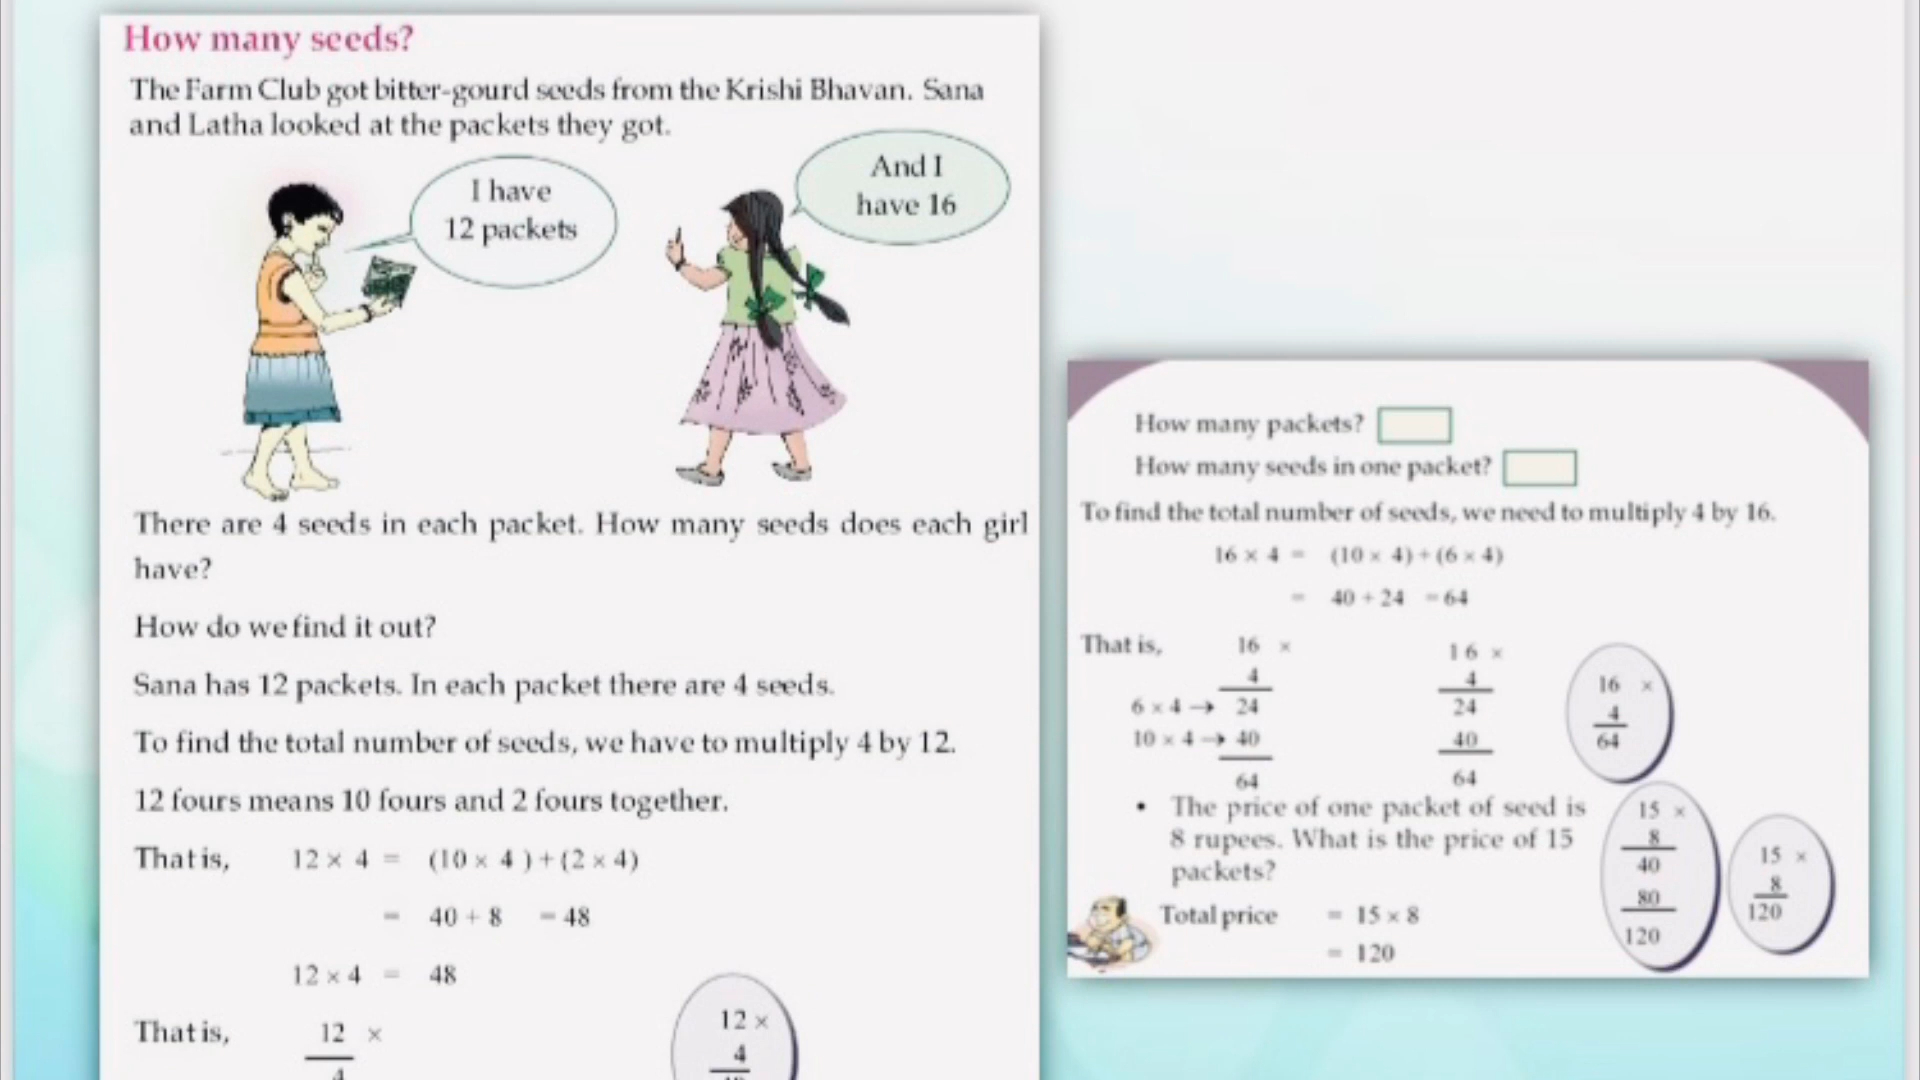 How many seeds?
The Farm Club got bitter-gourd seeds from the Krishi Bhavan. Sana
and Latha looked at the packets they got.
I have
12 packets
And I
have 16
There are 4 seeds in each packet. How many seeds does each girl
have?
How do we find it out?
Sana has 12 packets. In each packet there are 4 seeds.
To find the total number of seeds, we have to multiply 4 by 12.
12 fours means 10 fours and 2 fours together.
That is, 12 × 4 = (10 × 4) + (2 × 4)
= 40 + 8 = 48
12 × 4 = 48
That is, 12 ×
4
12 ×
4
How many packets?
How many seeds in one packet?
To find the total number of seeds, we need to multiply 4 by 16.
16 × 4 = (10 × 4) + (6 × 4)
= 40 + 24 = 64
That is, 16 ×
4
6 × 4 → 24
10 × 4 → 40
64
16 ×
4
24
40
64
16 ×
4
64
• The price of one packet of seed is
8 rupees. What is the price of 15
packets?
Total price = 15 × 8
= 120
15 ×
8
40
80
120
15 ×
8
120